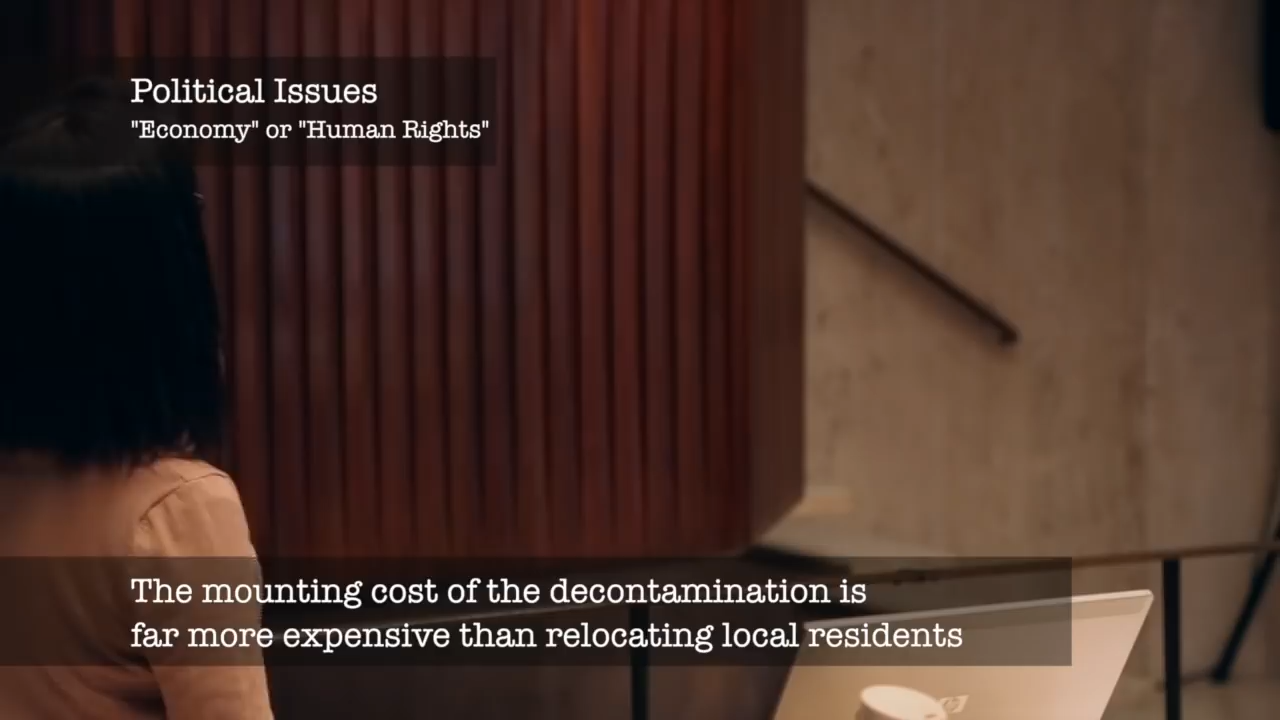 Political Issues
"Economy" or "Human Rights"
The mounting cost of the decontamination is
far more expensive than relocating local residents
hp